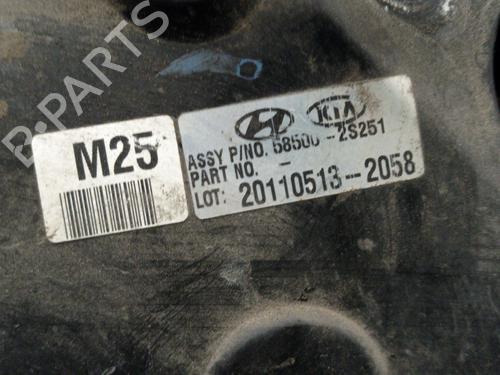 B-PARTS
M25
KIA
ASSY P/NO. 58500-2S251
PART NO. -
LOT: 20110513-2058